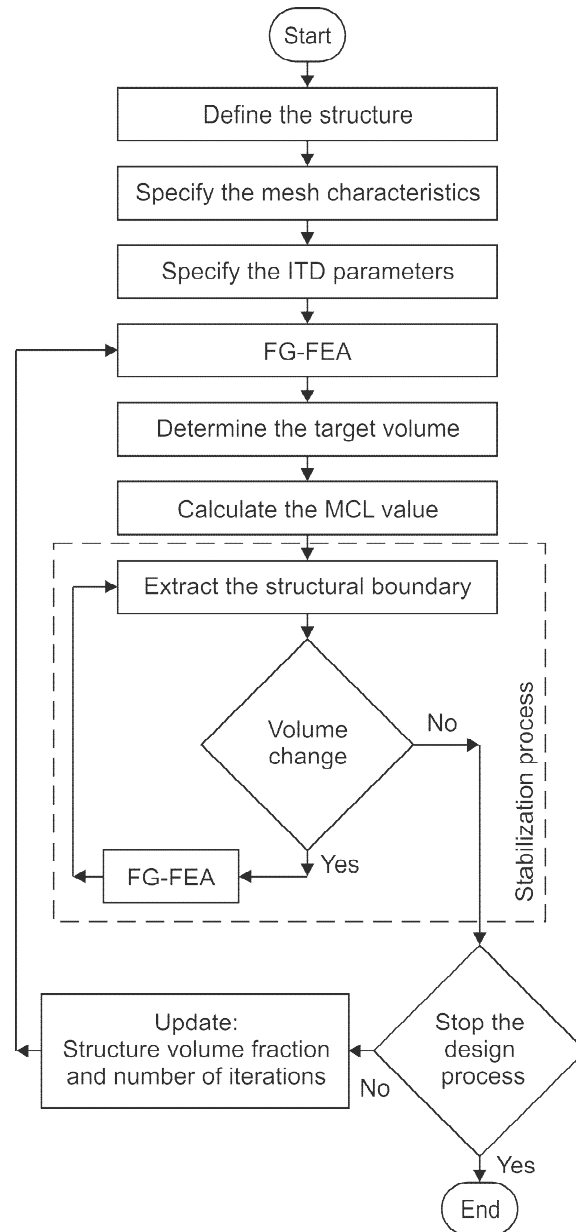 Start
Define the structure
Specify the mesh characteristics
Specify the ITD parameters
FG-FEA
Determine the target volume
Calculate the MCL value
Extract the structural boundary
Volume
change
No
Yes
FG-FEA
Stabilization process
Stop the
design
process
No
Update:
Structure volume fraction
and number of iterations
Yes
End